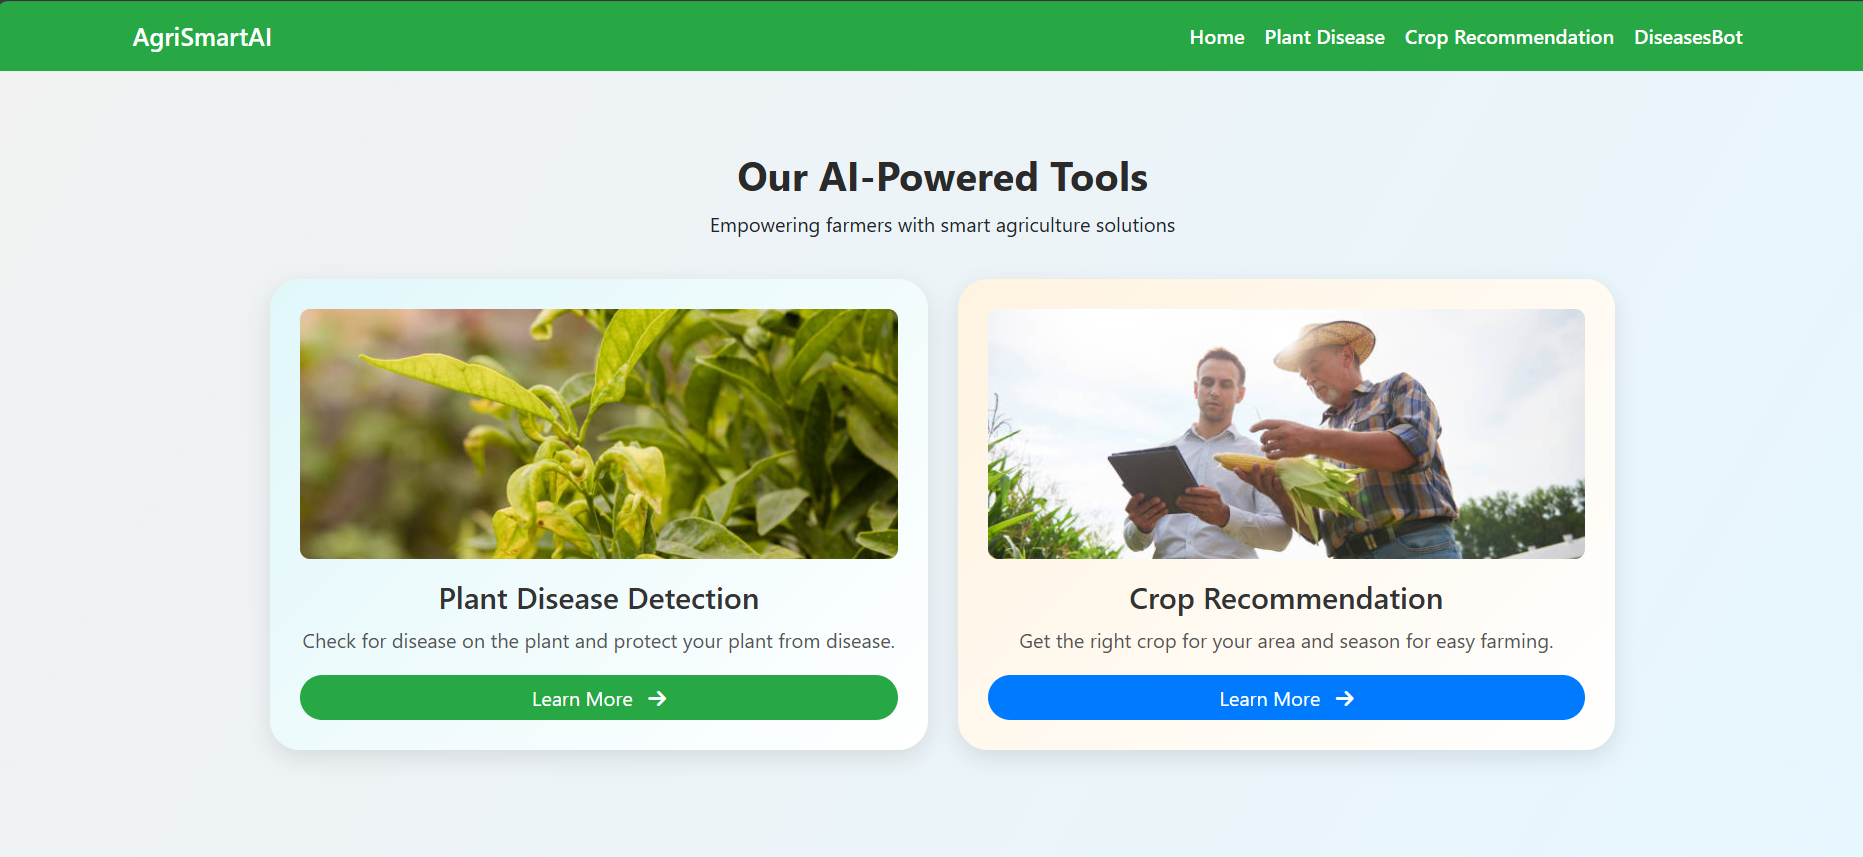 AgriSmartAI
Home Plant Disease Crop Recommendation DiseasesBot
Our AI-Powered Tools
Empowering farmers with smart agriculture solutions
Plant Disease Detection
Check for disease on the plant and protect your plant from disease.
Learn More →
Crop Recommendation
Get the right crop for your area and season for easy farming.
Learn More →